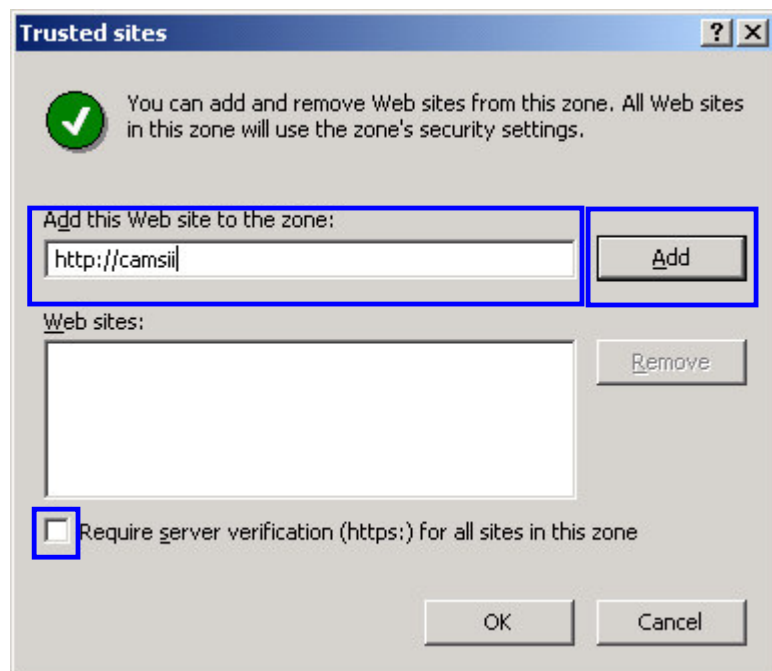 Trusted sites
You can add and remove Web sites from this zone. All Web sites
in this zone will use the zone's security settings.
Add this Web site to the zone:
http://camsii
Add
Web sites:
Remove
Require server verification (https:) for all sites in this zone
OK
Cancel